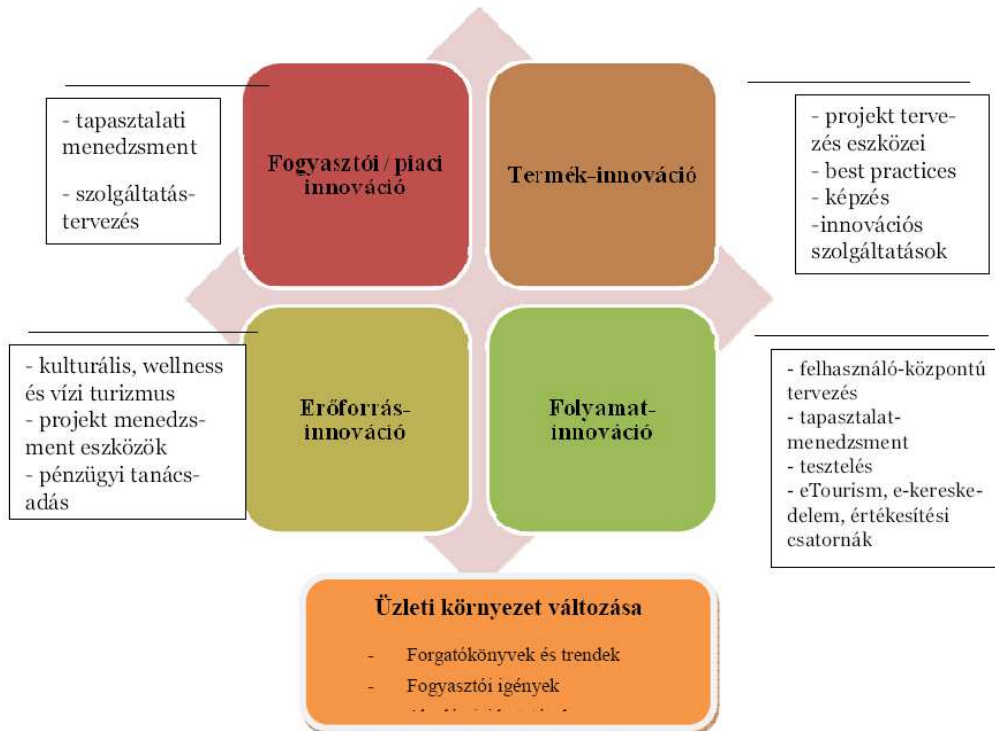 - tapasztalati
menedzsment
- szolgáltatás-
tervezés
Fogyasztói / piaci
innováció
Termék-innováció
- projekt terve-
zés eszközei
- best practices
- képzés
-innovációs
szolgáltatások
- kulturális, wellness
és vízi turizmus
- projekt menedzs-
ment eszközök
- pénzügyi tanács-
adás
Erőforrás-
innováció
Folyamat-
innováció
- felhasználó-központú
tervezés
- tapasztalat-
menedzsment
- tesztelés
- eTourism, e-kereske-
delem, értékesítési
csatornák
Üzleti környezet változása
- Forgatókönyvek és trendek
- Fogyasztói igények